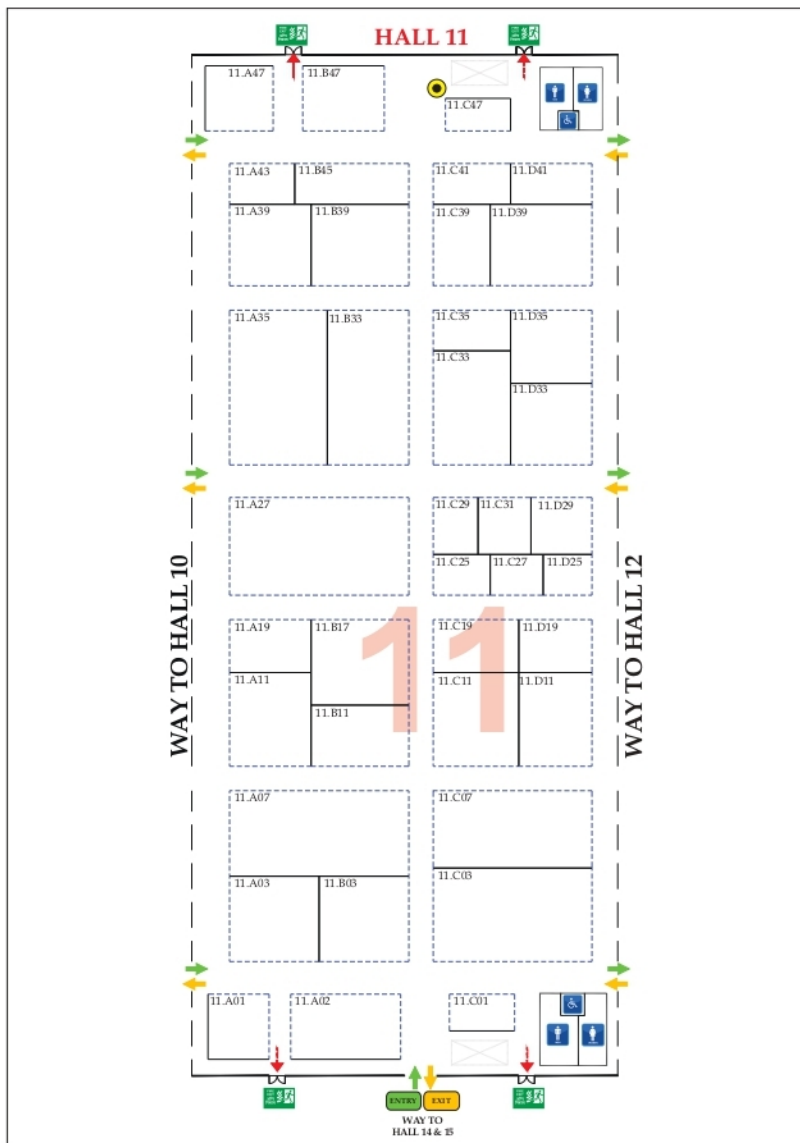 HALL 11
11.A47 11.B47
11.C47
11.A43 11.B45 11.C41 11.D41
11.A39 11.B39 11.C39 11.D39
11.A35 11.B33 11.C35 11.D35
11.C33
11.D33
11.A27 11.C29 11.C31 11.D29
11.C25 11.C27 11.D25
WAY TO HALL 10
WAY TO HALL 12
11
11.A19 11.B17 11.C19 11.D19
11.A11 11.C11 11.D11
11.B11
11.A07 11.C07
11.A03 11.B03 11.C03
11.A01 11.A02 11.C01
ENTRY EXIT
WAY TO
HALL 14 & 15